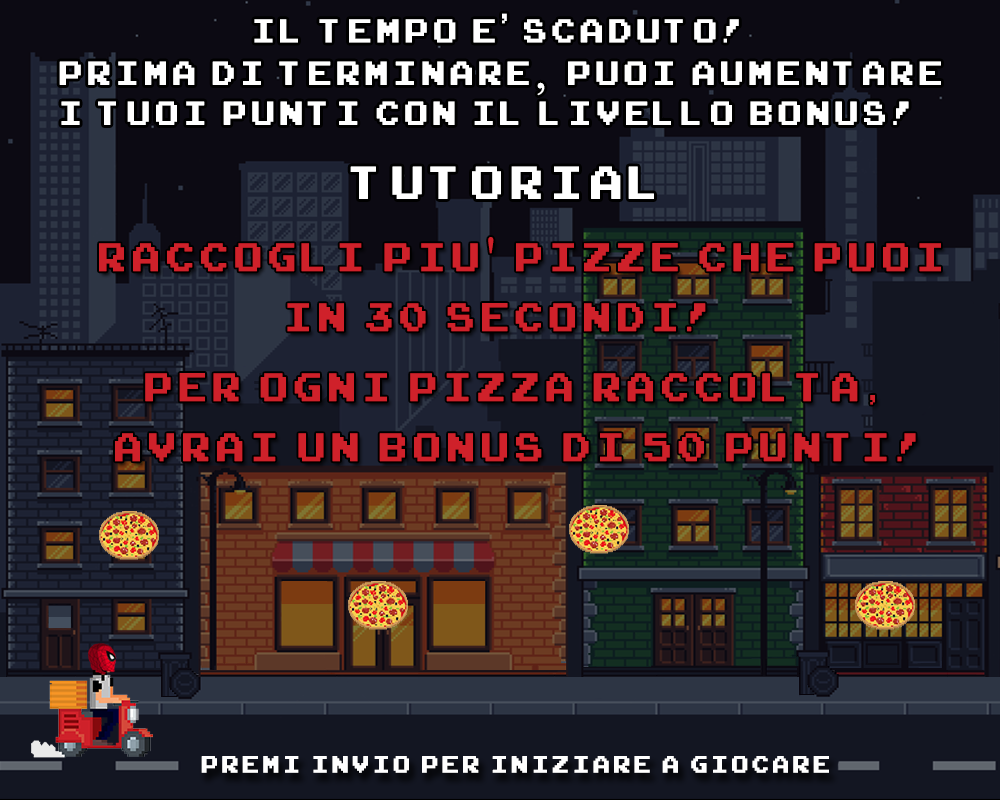 IL TEMPO E' SCADUTO!
PRIMA DI TERMINARE, PUOI AUMENTARE
I TUOI PUNTI CON IL LIVELLO BONUS!
TUTORIAL
RACCOGLI PIU' PIZZE CHE PUOI
IN 30 SECONDI!
PER OGNI PIZZA RACCOLTA,
AVRAI UN BONUS DI 50 PUNTI!
PREMI INVIO PER INIZIARE A GIOCARE